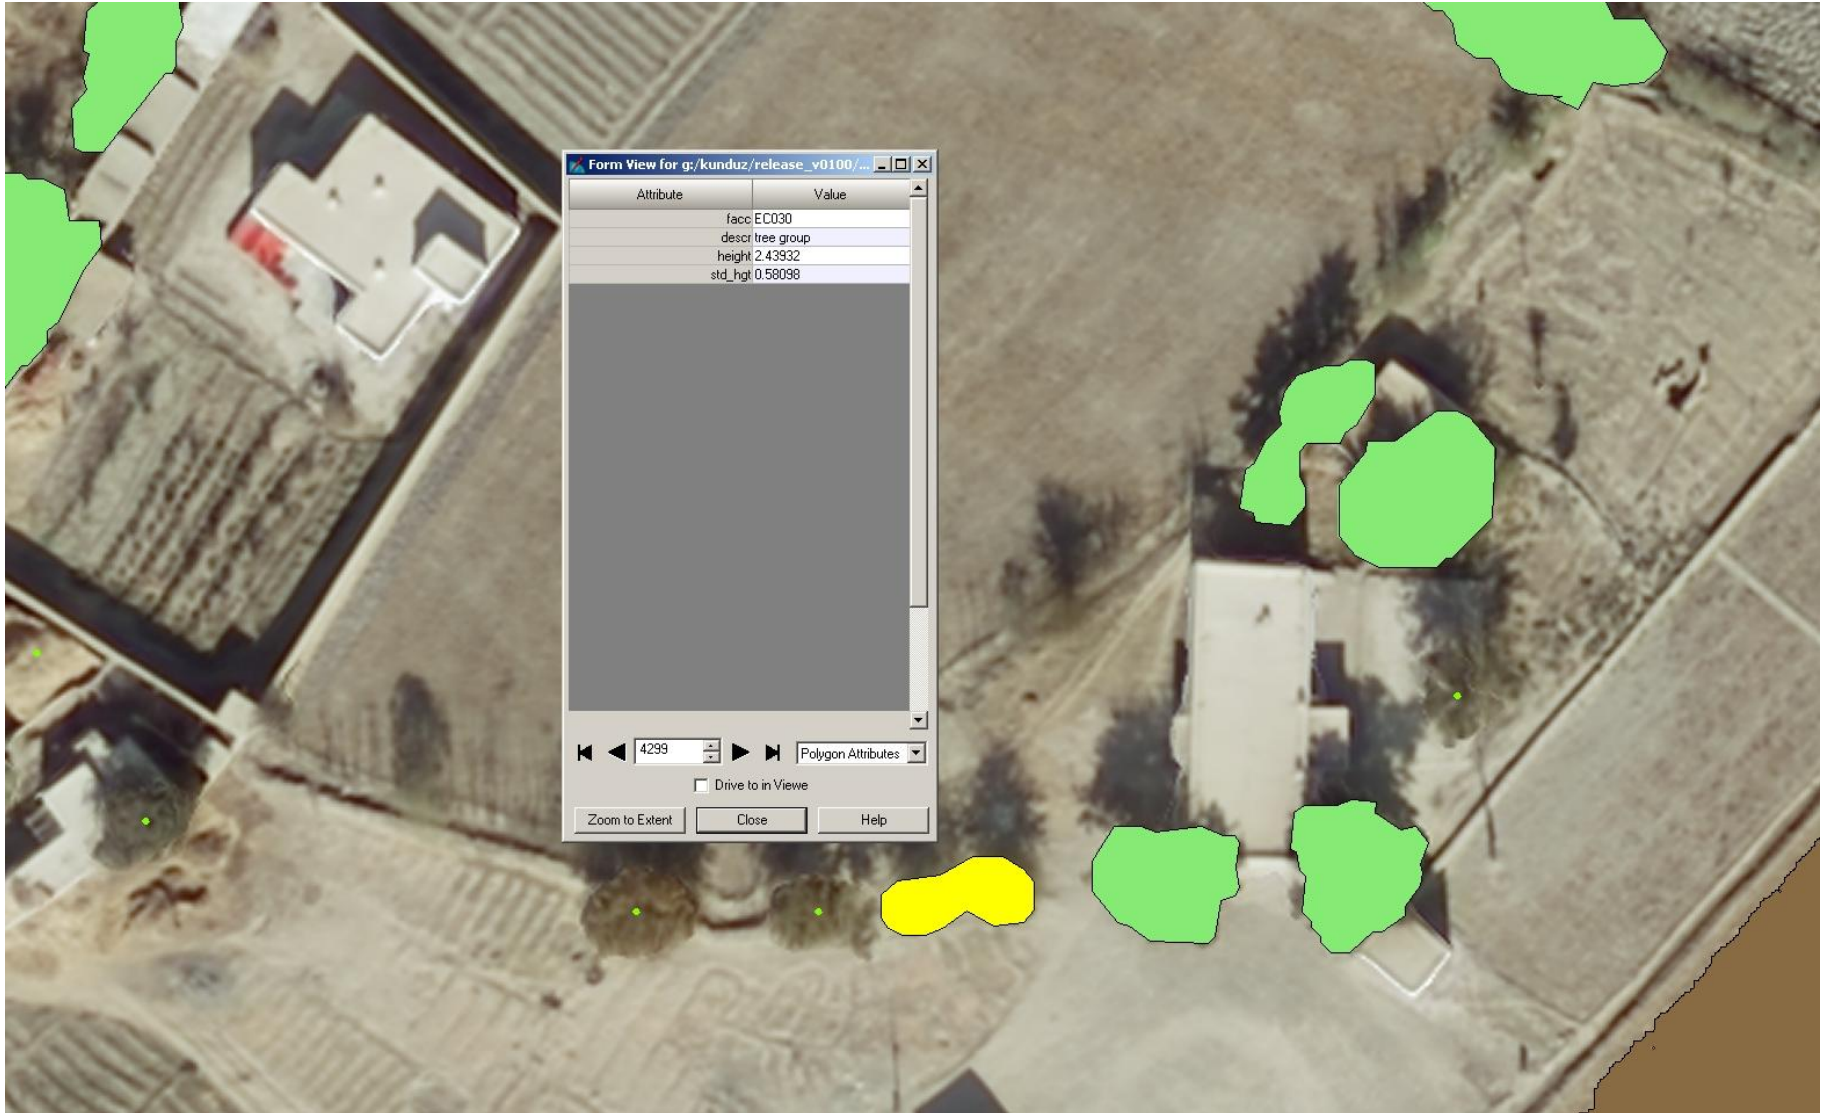 Form View for g:/kunduz/release_v0100/...
Attribute Value
facc EC030
descr tree group
height 2.43932
std_hgt 0.58098
4299 Polygon Attributes
Drive to in Viewe
Zoom to Extent Close Help